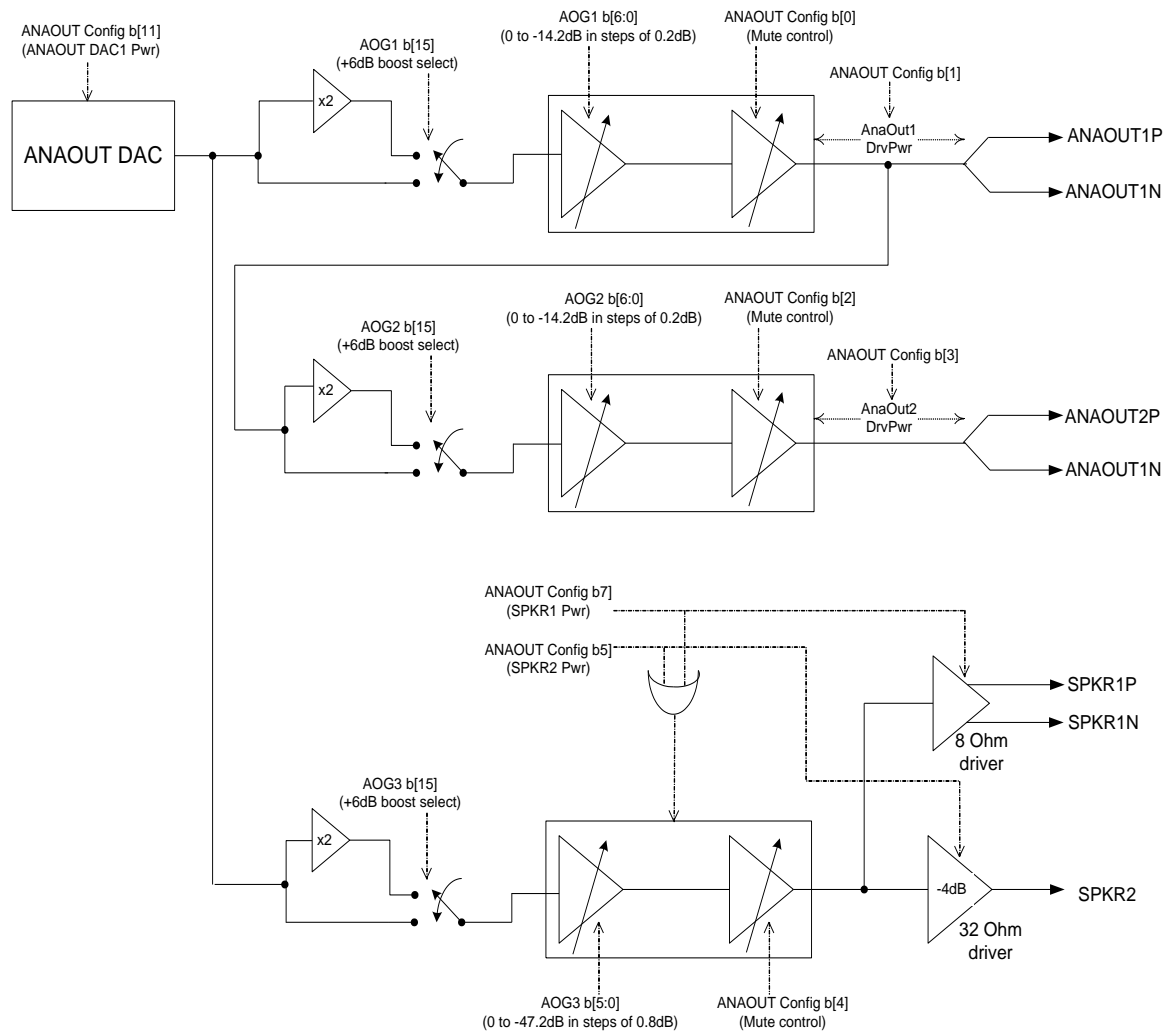 ANAOUT Config b[11]
(ANAOUT DAC1 Pwr)
ANAOUT DAC
x2
AOG1 b[15]
(+6dB boost select)
AOG1 b[6:0]
(0 to -14.2dB in steps of 0.2dB)
ANAOUT Config b[0]
(Mute control)
ANAOUT Config b[1]
AnaOut1
DrvPwr
ANAOUT1P
ANAOUT1N
x2
AOG2 b[15]
(+6dB boost select)
AOG2 b[6:0]
(0 to -14.2dB in steps of 0.2dB)
ANAOUT Config b[2]
(Mute control)
ANAOUT Config b[3]
AnaOut2
DrvPwr
ANAOUT2P
ANAOUT1N
ANAOUT Config b7]
(SPKR1 Pwr)
ANAOUT Config b5]
(SPKR2 Pwr)
SPKR1P
SPKR1N
8 Ohm
driver
x2
AOG3 b[15]
(+6dB boost select)
-4dB
SPKR2
32 Ohm
driver
AOG3 b[5:0]
(0 to -47.2dB in steps of 0.8dB)
ANAOUT Config b[4]
(Mute control)